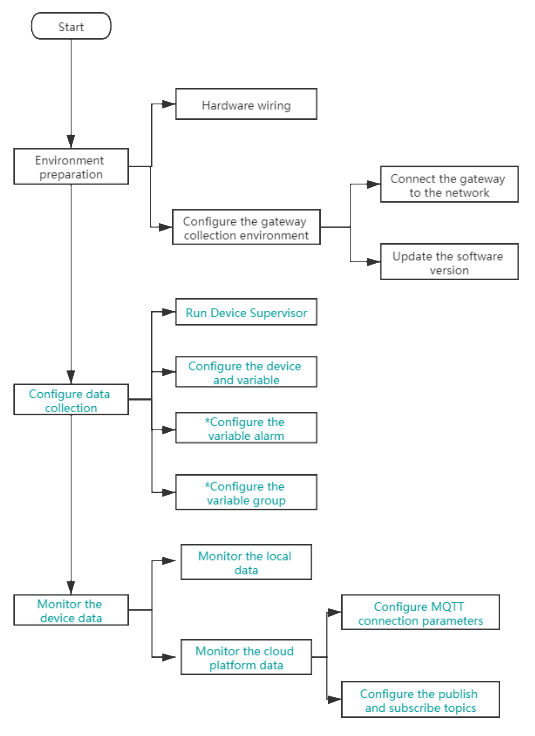 Start
Hardware wiring
Environment
preparation
Connect the gateway
to the network
Configure the gateway
collection environment
Update the software
version
Run Device Supervisor
Configure the device
and variable
Configure data
collection
*Configure the
variable alarm
*Configure the
variable group
Monitor the local
data
Monitor the
device data
Configure MQTT
connection parameters
Monitor the cloud
platform data
Configure the publish
and subscribe topics